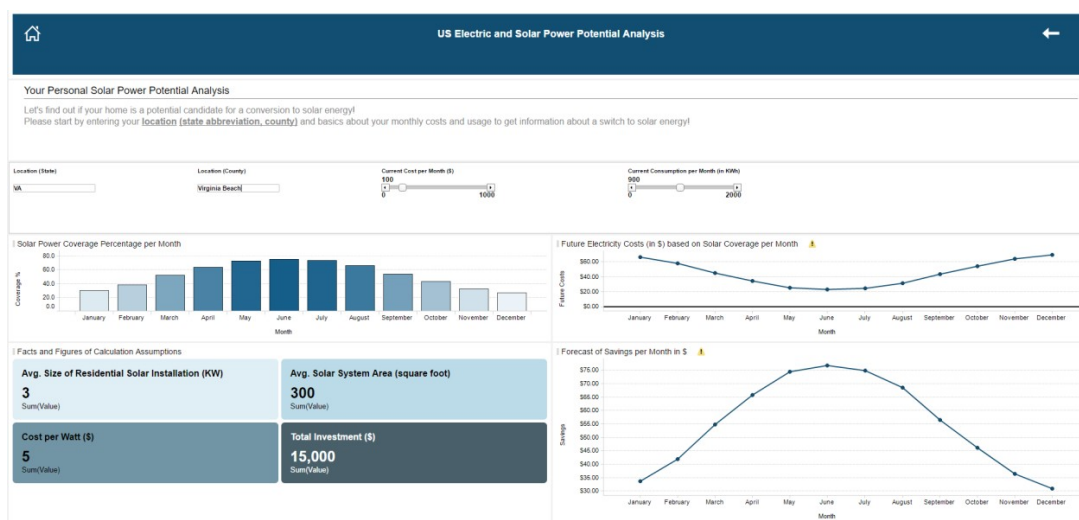 US Electric and Solar Power Potential Analysis
Your Personal Solar Power Potential Analysis
Let's find out if your home is a potential candidate for a conversion to solar energy!
Please start by entering your location (state abbreviation, county) and basics about your monthly costs and usage to get information about a switch to solar energy!
Location (State)
VA
Location (County)
Virginia Beach
Current Cost per Month ($)
100
0 1000
Current Consumption per Month (in KWh)
900
0 2000
Solar Power Coverage Percentage per Month
Coverage %
80.0
60.0
40.0
20.0
0.0
January February March April May June July August September October November December
Month
Future Electricity Costs (in $) based on Solar Coverage per Month
Future Costs
$60.00
$40.00
$20.00
$0.00
January February March April May June July August September October November December
Month
Facts and Figures of Calculation Assumptions
Avg. Size of Residential Solar Installation (KW)
3
Sum(Value)
Avg. Solar System Area (square foot)
300
Sum(Value)
Cost per Watt ($)
5
Sum(Value)
Total Investment ($)
15,000
Sum(Value)
Forecast of Savings per Month in $
Savings
$75.00
$70.00
$65.00
$60.00
$55.00
$50.00
$45.00
$40.00
$35.00
$30.00
January February March April May June July August September October November December
Month